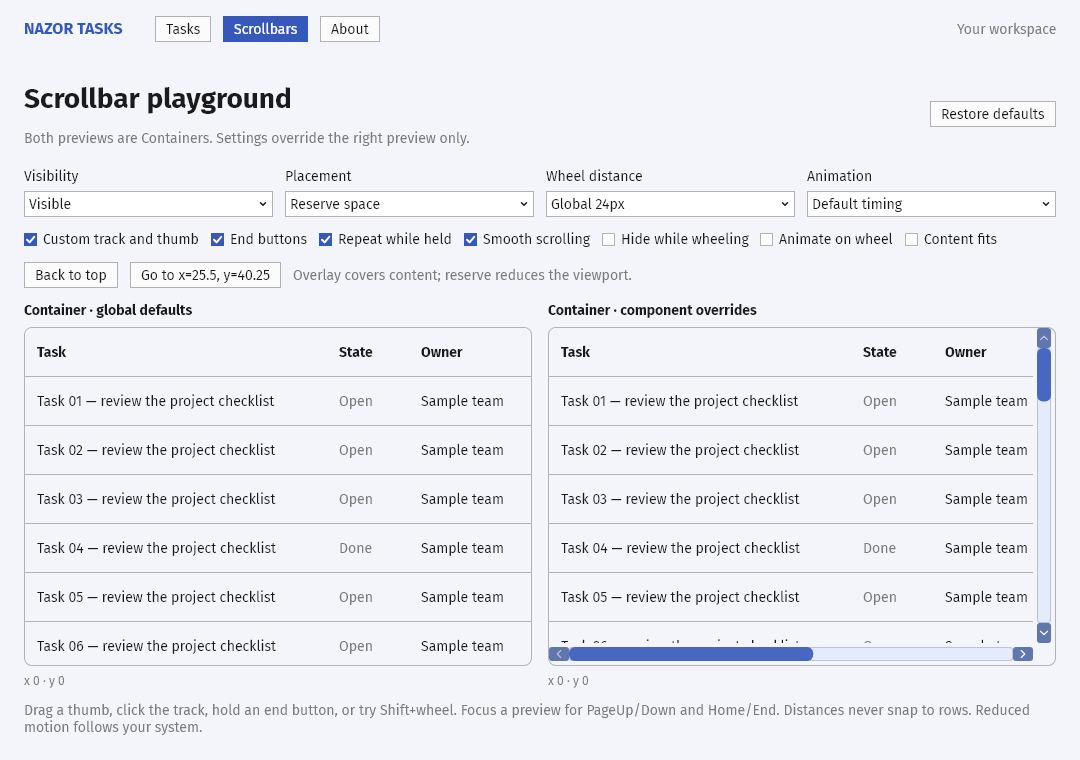 NAZOR TASKS Tasks Scrollbars About Your workspace
Scrollbar playground
Restore defaults
Both previews are Containers. Settings override the right preview only.
Visibility Placement Wheel distance Animation
Visible Reserve space Global 24px Default timing
Custom track and thumb End buttons Repeat while held Smooth scrolling Hide while wheeling Animate on wheel Content fits
Back to top Go to x=25.5, y=40.25 Overlay covers content; reserve reduces the viewport.
Container · global defaults
Task State Owner
Task 01 — review the project checklist Open Sample team
Task 02 — review the project checklist Open Sample team
Task 03 — review the project checklist Open Sample team
Task 04 — review the project checklist Done Sample team
Task 05 — review the project checklist Open Sample team
Task 06 — review the project checklist Open Sample team
x 0 · y 0
Container · component overrides
Task State Owner
Task 01 — review the project checklist Open Sample team
Task 02 — review the project checklist Open Sample team
Task 03 — review the project checklist Open Sample team
Task 04 — review the project checklist Done Sample team
Task 05 — review the project checklist Open Sample team
x 0 · y 0
Drag a thumb, click the track, hold an end button, or try Shift+wheel. Focus a preview for PageUp/Down and Home/End. Distances never snap to rows. Reduced
motion follows your system.